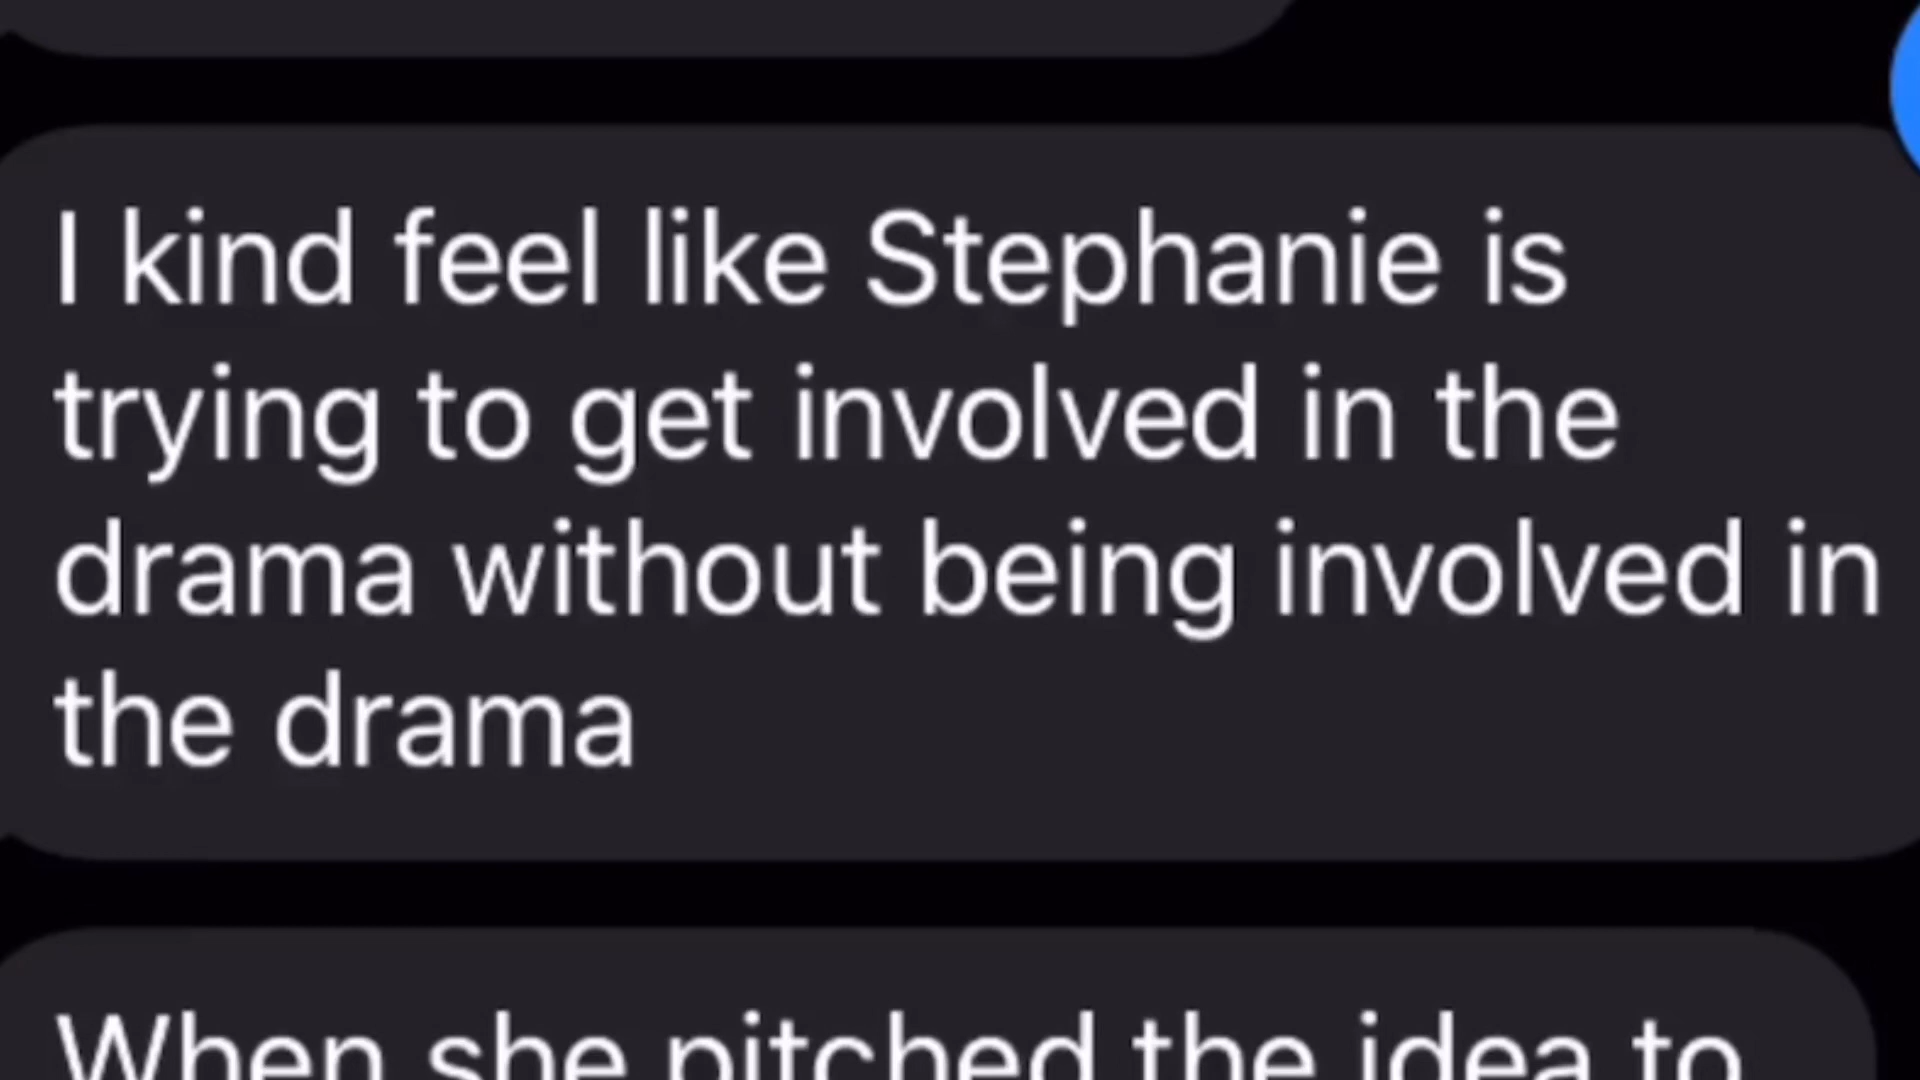 I kind feel like Stephanie is
trying to get involved in the
drama without being involved in
the drama
When she pitched the idea to